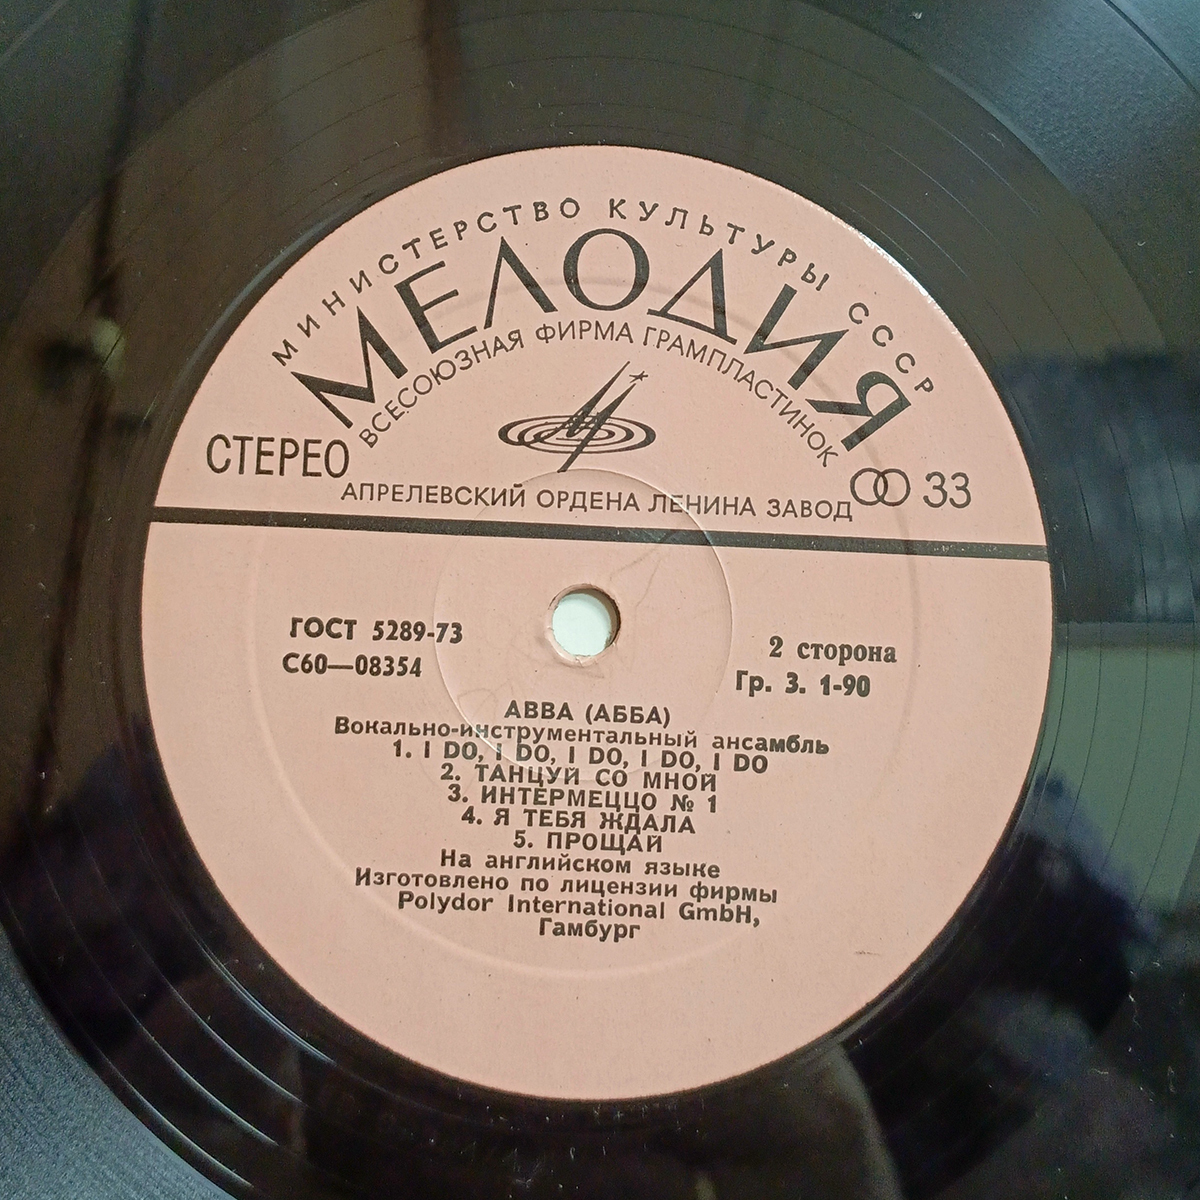 МИНИСТЕРСТВО КУЛЬТУРЫ СССР
МЕЛОДИЯ
ВСЕСОЮЗНАЯ ФИРМА ГРАМПЛАСТИНОК
СТЕРЕО
33
АПРЕЛЕВСКИЙ ОРДЕНА ЛЕНИНА ЗАВОД
ГОСТ 5289-73
2 сторона
С60—08354
Гр. 3. 1-90
ABBA (АББА)
Вокально-инструментальный ансамбль
1. I DO, I DO, I DO, I DO, I DO
2. ТАНЦУЙ СО МНОЙ
3. ИНТЕРМЕЦЦО № 1
4. Я ТЕБЯ ЖДАЛА
5. ПРОЩАЙ
На английском языке
Изготовлено по лицензии фирмы
Polydor International GmbH,
Гамбург